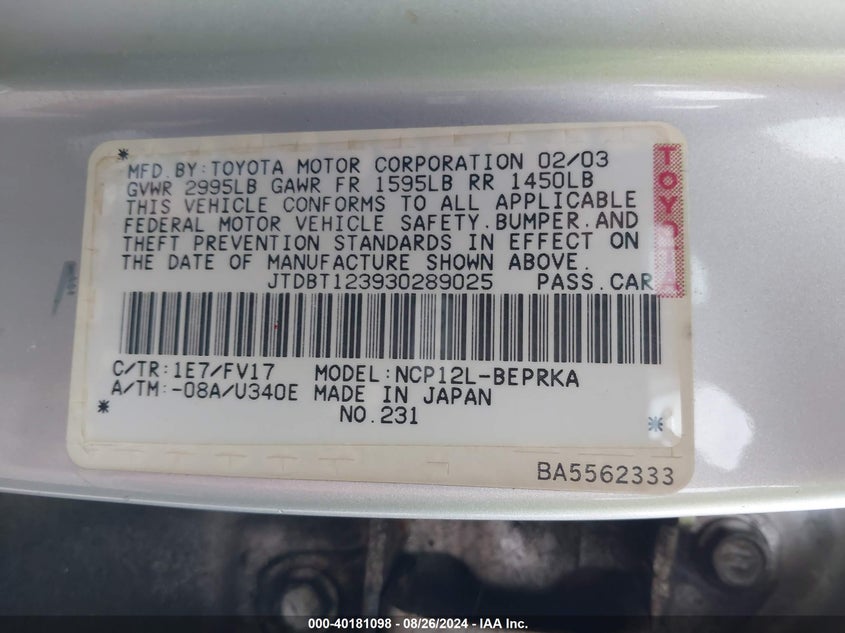 MFD.BY:TOYOTA MOTOR CORPORATION 02/03
GVWR 2995LB GAWR FR 1595LB RR 1450LB
THIS VEHICLE CONFORMS TO ALL APPLICABLE
FEDERAL MOTOR VEHICLE SAFETY.BUMPER.AND
THEFT PREVENTION STANDARDS IN EFFECT ON
THE DATE OF MANUFACTURE SHOWN ABOVE.
JTDBT123930289025 PASS.CAR
TOYOTA
C/TR:1E7/FV17 MODEL:NCP12L-BEPRKA
A/TM:-08A/U340E MADE IN JAPAN
NO.231
BA5562333
000-40181098 - 08/26/2024 - IAA Inc.